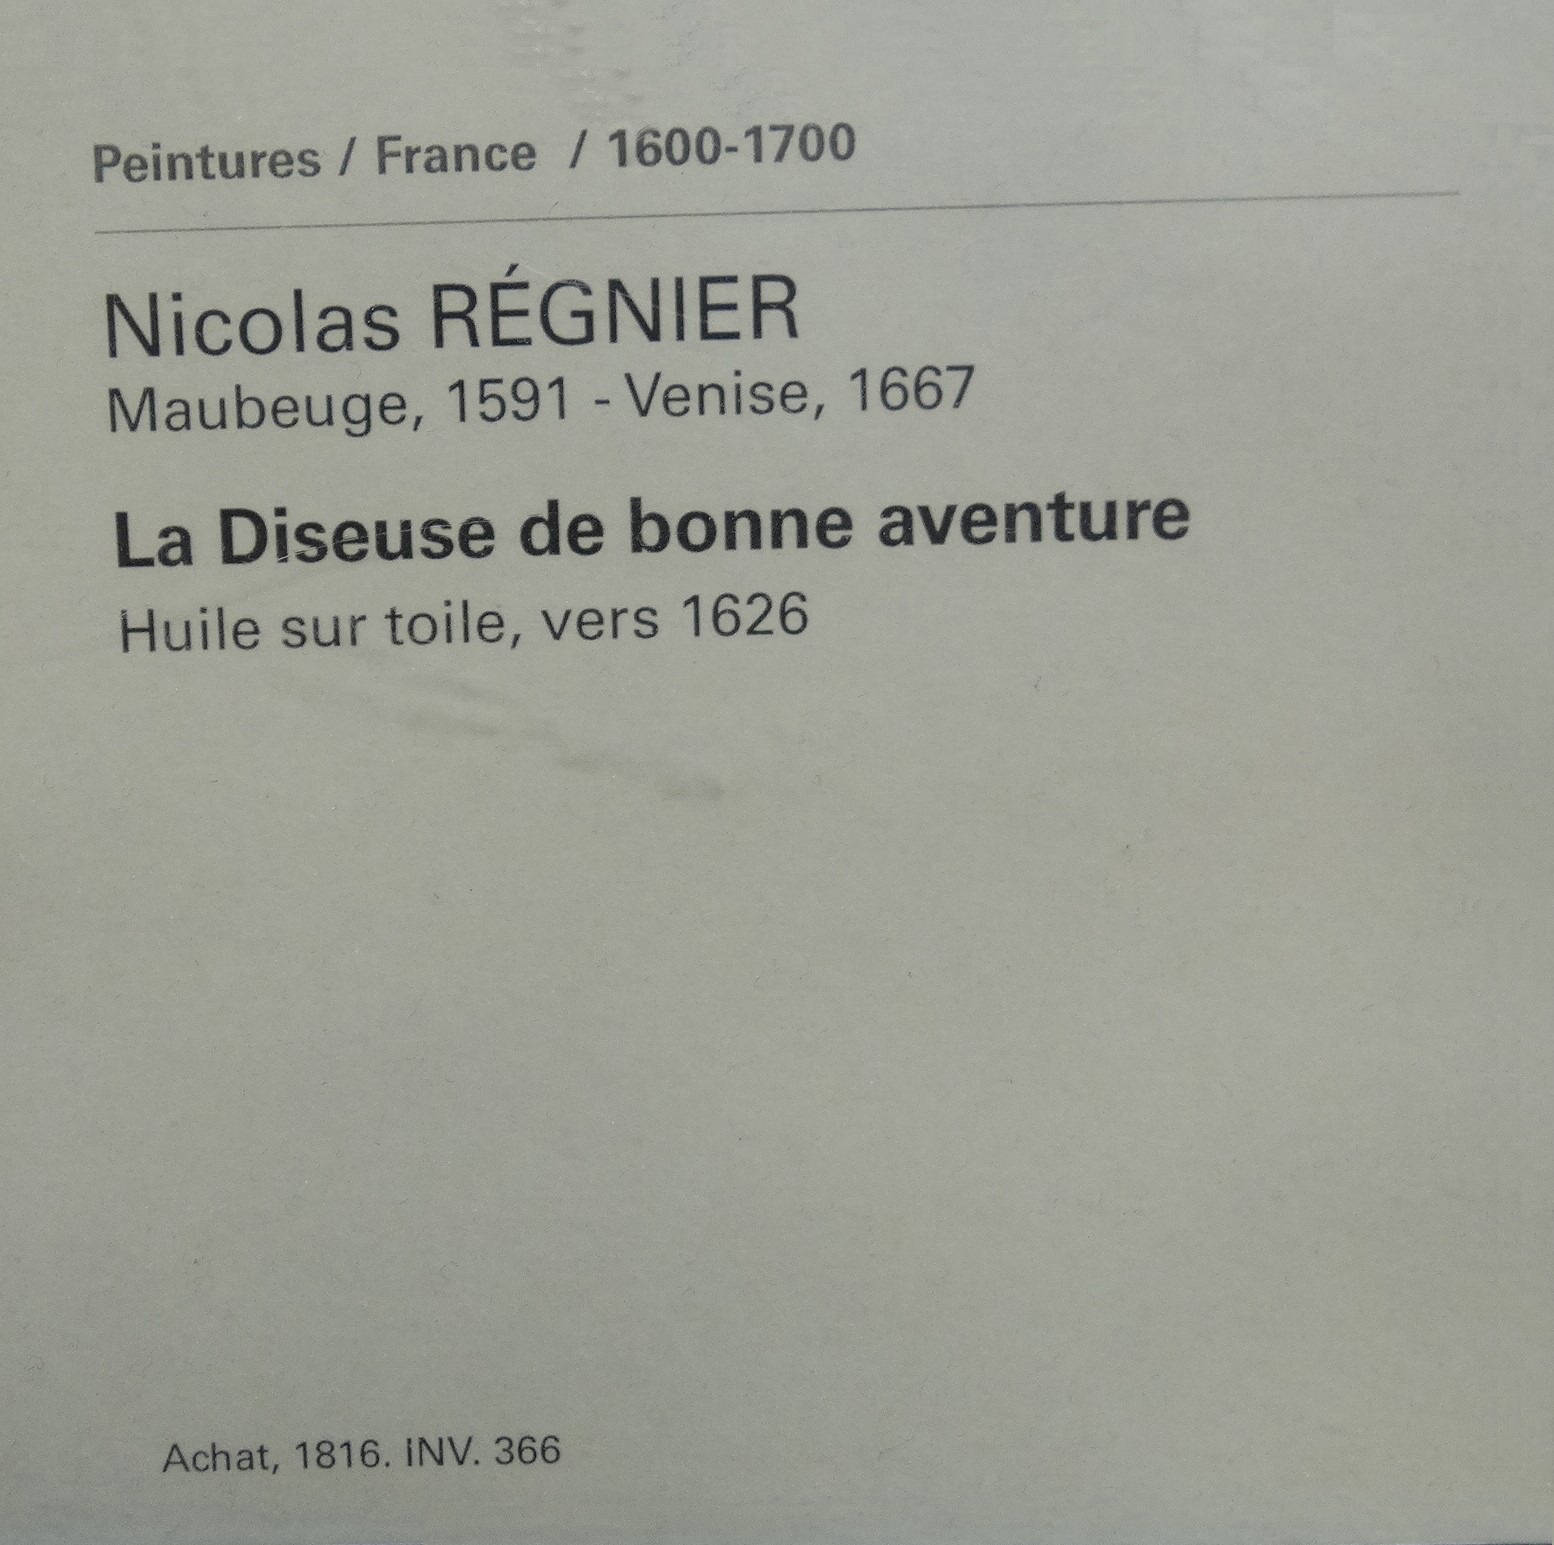 Peintures / France / 1600-1700
Nicolas RÉGNIER
Maubeuge, 1591 - Venise, 1667
La Diseuse de bonne aventure
Huile sur toile, vers 1626
Achat, 1816. INV. 366